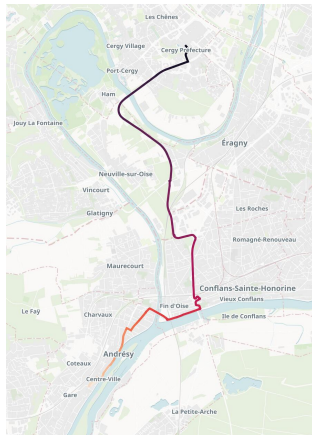 Les Chênes
Cergy Village
Cergy Préfecture
Port-Cergy
Ham
Jouy La Fontaine
Éragny
Neuville-sur-Oise
Vincourt
Glatigny
Les Roches
Romagné-Renouveau
Maurecourt
Conflans-Sainte-Honorine
Vieux Conflans
Fin d'Oise
Le Faÿ
Charvaux
Ile de Conflans
Andrésy
Coteaux
Centre-Ville
Gare
La Petite-Arche